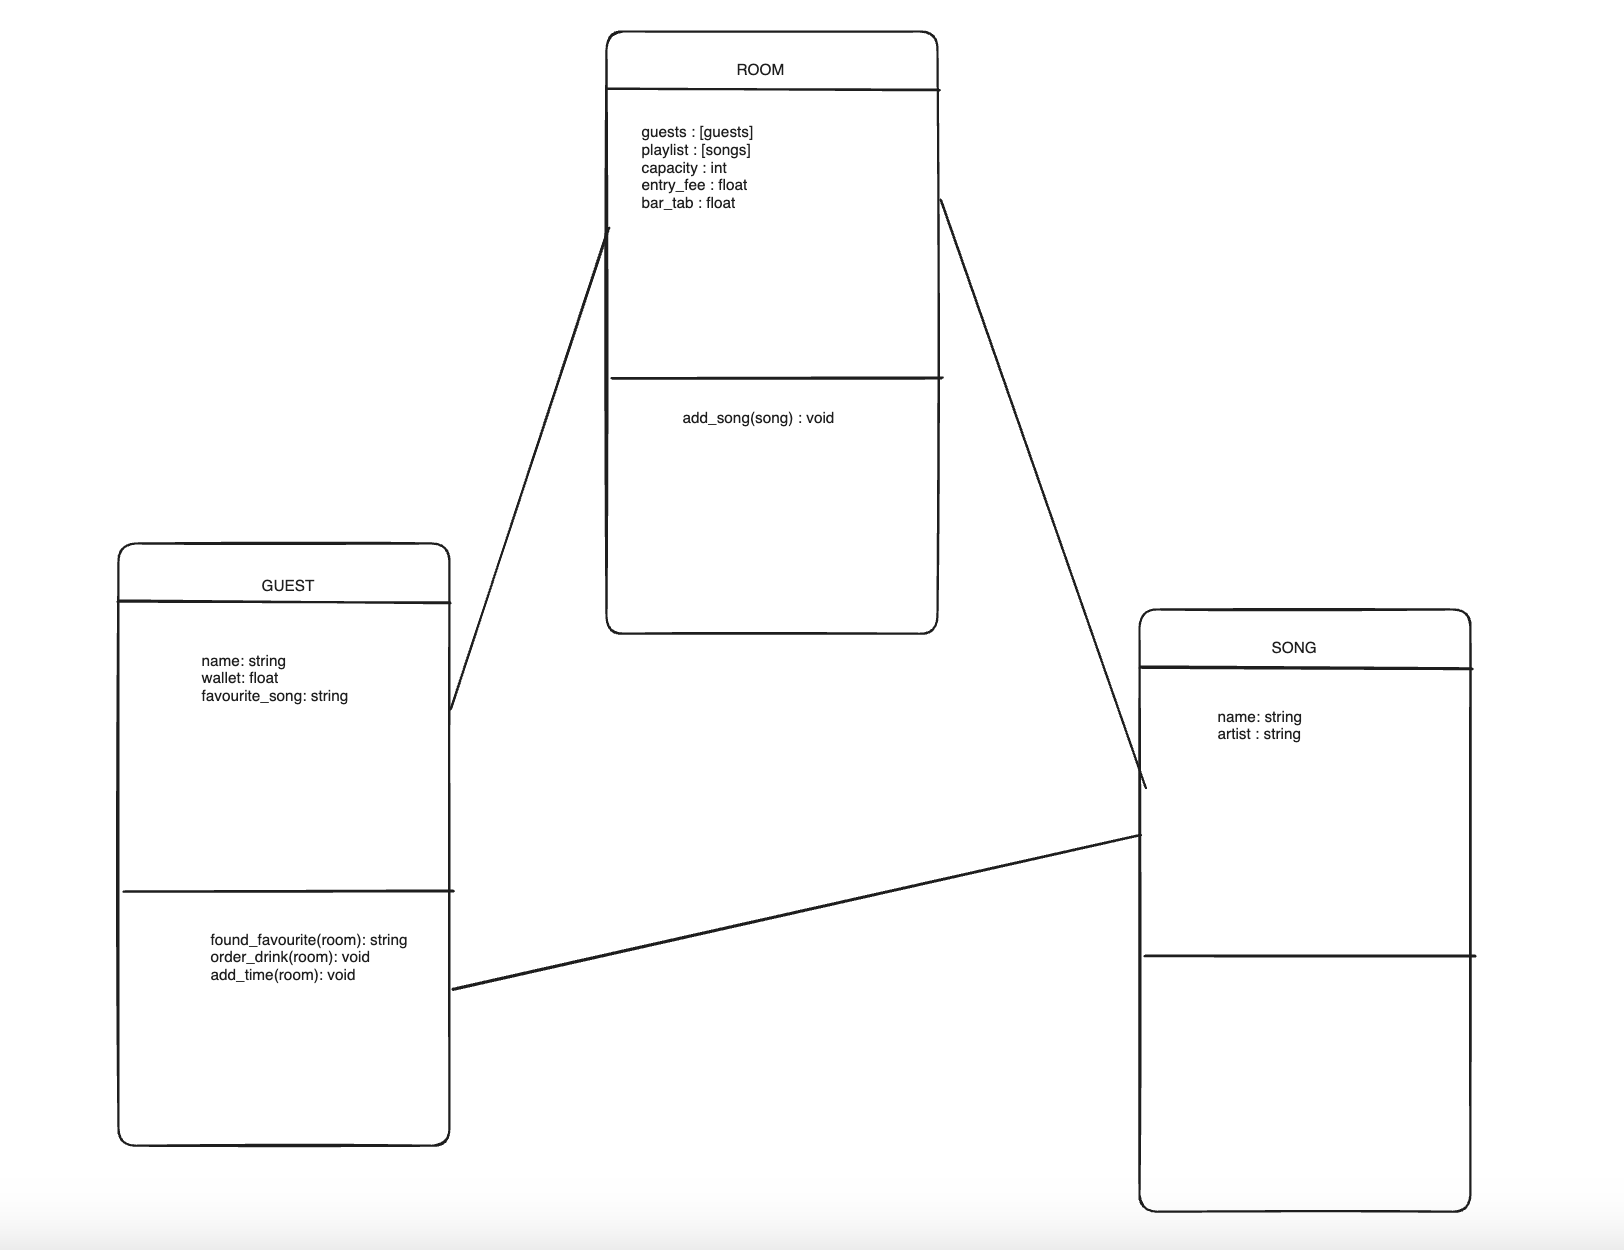 ROOM
guests : [guests]
playlist : [songs]
capacity : int
entry_fee : float
bar_tab : float
add_song(song) : void
GUEST
name: string
wallet: float
favourite_song: string
found_favourite(room): string
order_drink(room): void
add_time(room): void
SONG
name: string
artist : string